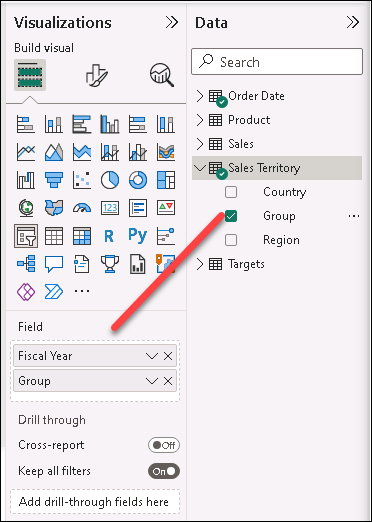 Visualizations
Build visual
123
R
Py
Field
Fiscal Year
Group
Drill through
Cross-report
Off
Keep all filters
On
Add drill-through fields here
Data
Search
Order Date
Product
Sales
Sales Territory
Country
Group
Region
Targets